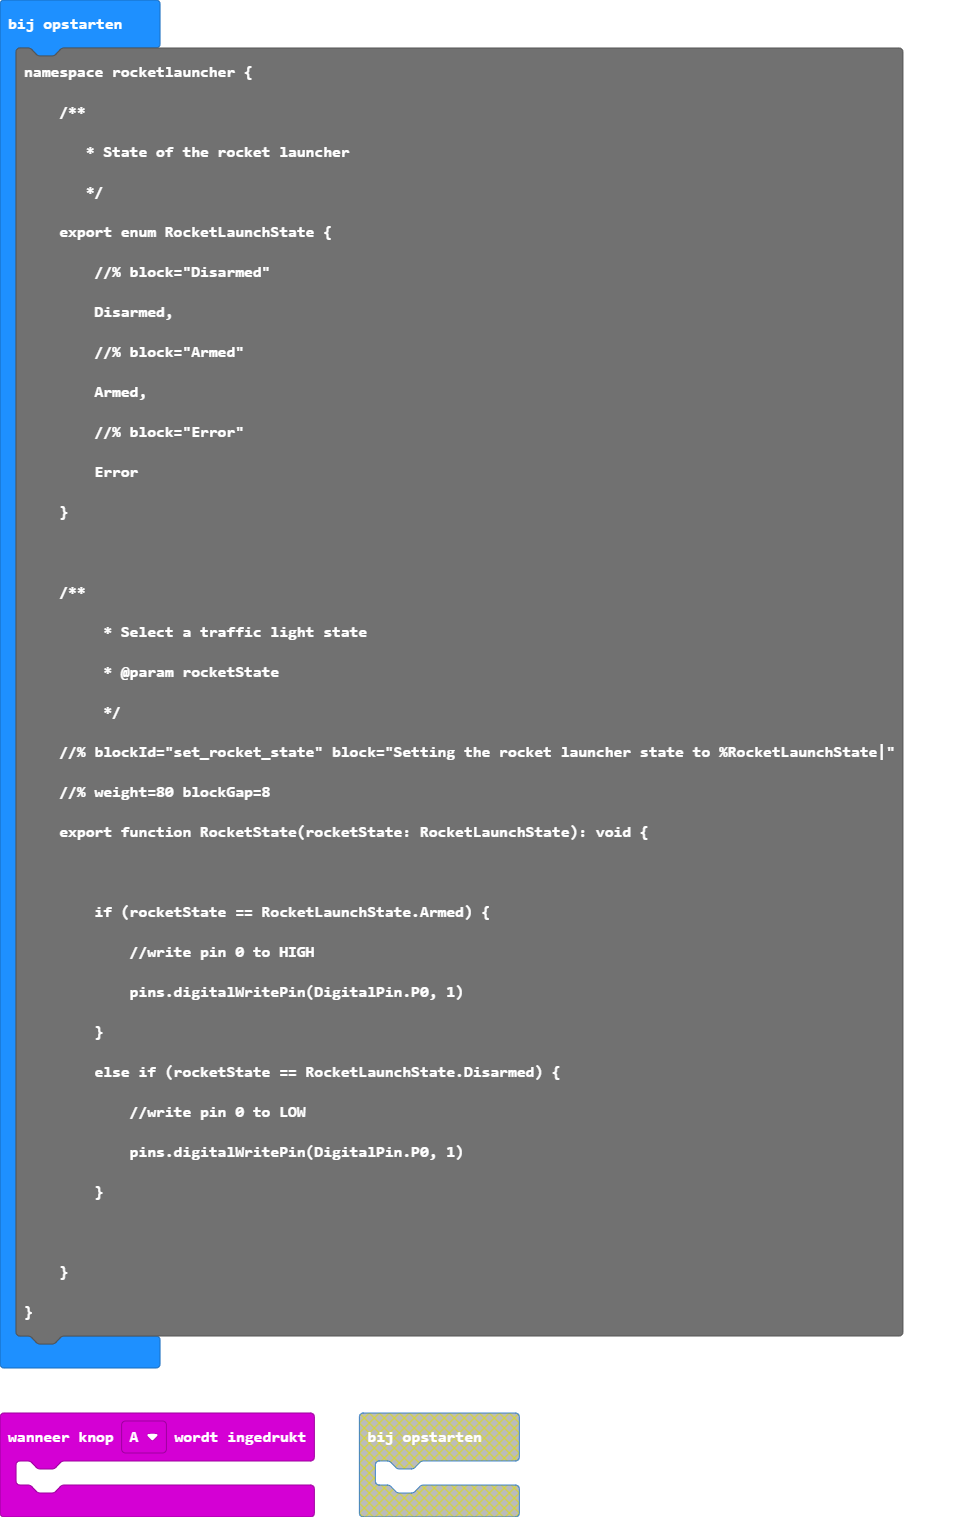 bij opstarten
namespace rocketlauncher {
/**
* State of the rocket launcher
*/
export enum RocketLaunchState {
//% block="Disarmed"
Disarmed,
//% block="Armed"
Armed,
//% block="Error"
Error
}
/**
* Select a traffic light state
* @param rocketState
*/
//% blockId="set_rocket_state" block="Setting the rocket launcher state to %RocketLaunchState|"
//% weight=80 blockGap=8
export function RocketState(rocketState: RocketLaunchState): void {
if (rocketState == RocketLaunchState.Armed) {
//write pin 0 to HIGH
pins.digitalWritePin(DigitalPin.P0, 1)
}
else if (rocketState == RocketLaunchState.Disarmed) {
//write pin 0 to LOW
pins.digitalWritePin(DigitalPin.P0, 1)
}
}
}
wanneer knop A wordt ingedrukt
bij opstarten